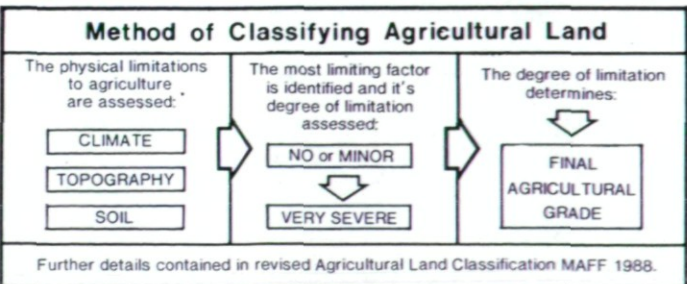 Method of Classifying Agricultural Land
The physical limitations
to agriculture
are assessed:
CLIMATE
TOPOGRAPHY
SOIL
The most limiting factor
is identified and it's
degree of limitation
assessed:
NO or MINOR
VERY SEVERE
The degree of limitation
determines:
FINAL
AGRICULTURAL
GRADE
Further details contained in revised Agricultural Land Classification MAFF 1988.